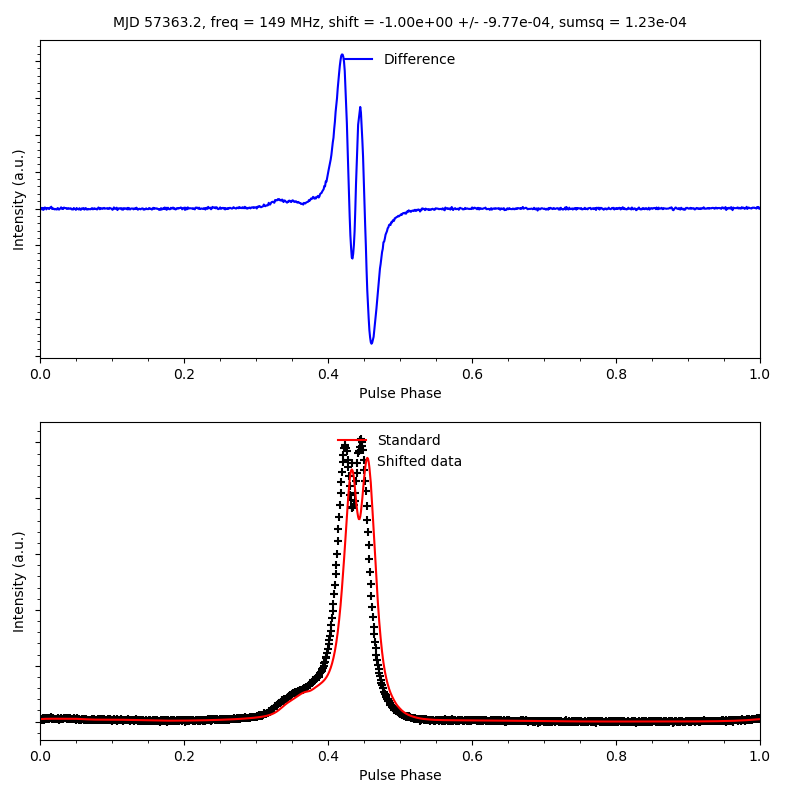 MJD 57363.2, freq = 149 MHz, shift = -1.00e+00 +/- -9.77e-04, sumsq = 1.23e-04
Difference
Intensity (a.u.)
0.0 0.2 0.4 0.6 0.8 1.0
Pulse Phase
Standard
Shifted data
Intensity (a.u.)
0.0 0.2 0.4 0.6 0.8 1.0
Pulse Phase